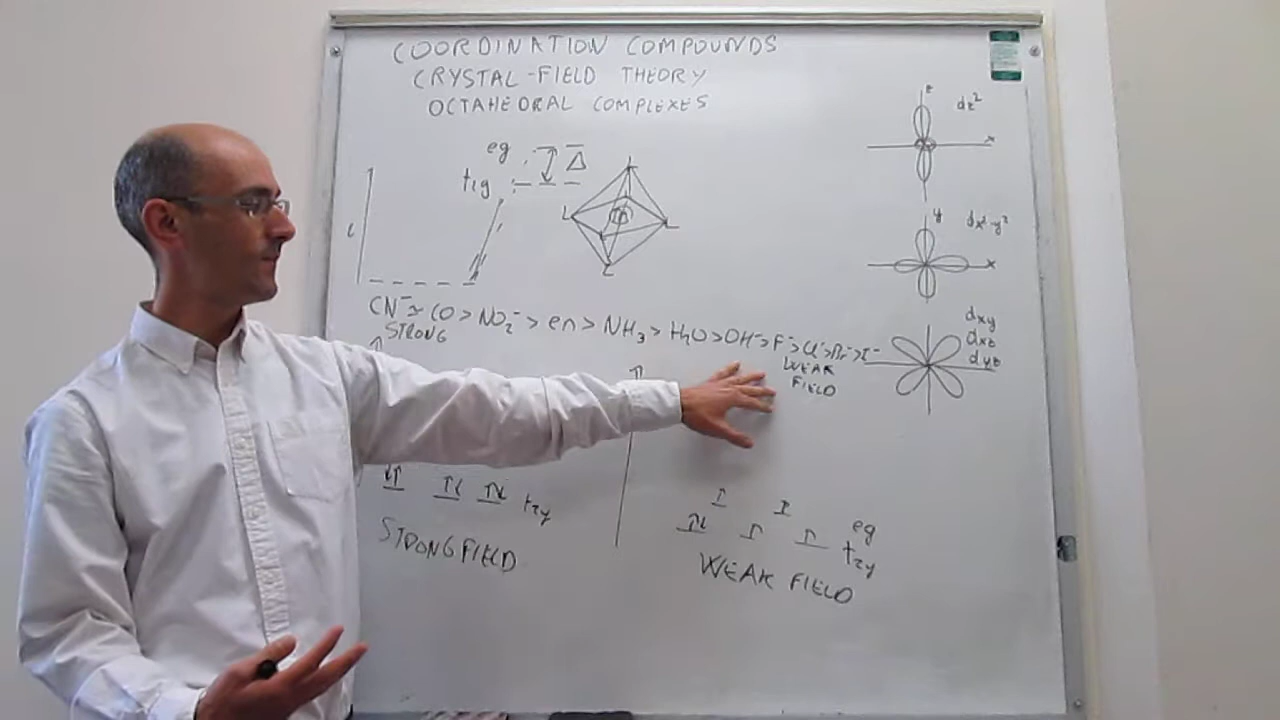 COORDINATION COMPOUNDS
CRYSTAL-FIELD THEORY
OCTAHEDRAL COMPLEXES
z
dz²
x
eg
Δ
t₂g
L
L
L
L
y
dx²-y²
x
CN⁻ ≃ CO > NO₂⁻ > en > NH₃ > H₂O > OH⁻ > F⁻ > Cl⁻ > Br⁻ > I⁻
STRONG
WEAK
FIELD
dxy
dxz
dyz
t₂g
eg
t₂g
STRONG FIELD
WEAK FIELD